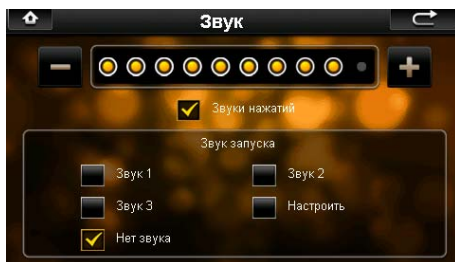 Звук
Звуки нажатий
Звук запуска
Звук 1
Звук 2
Звук 3
Настроить
Нет звука